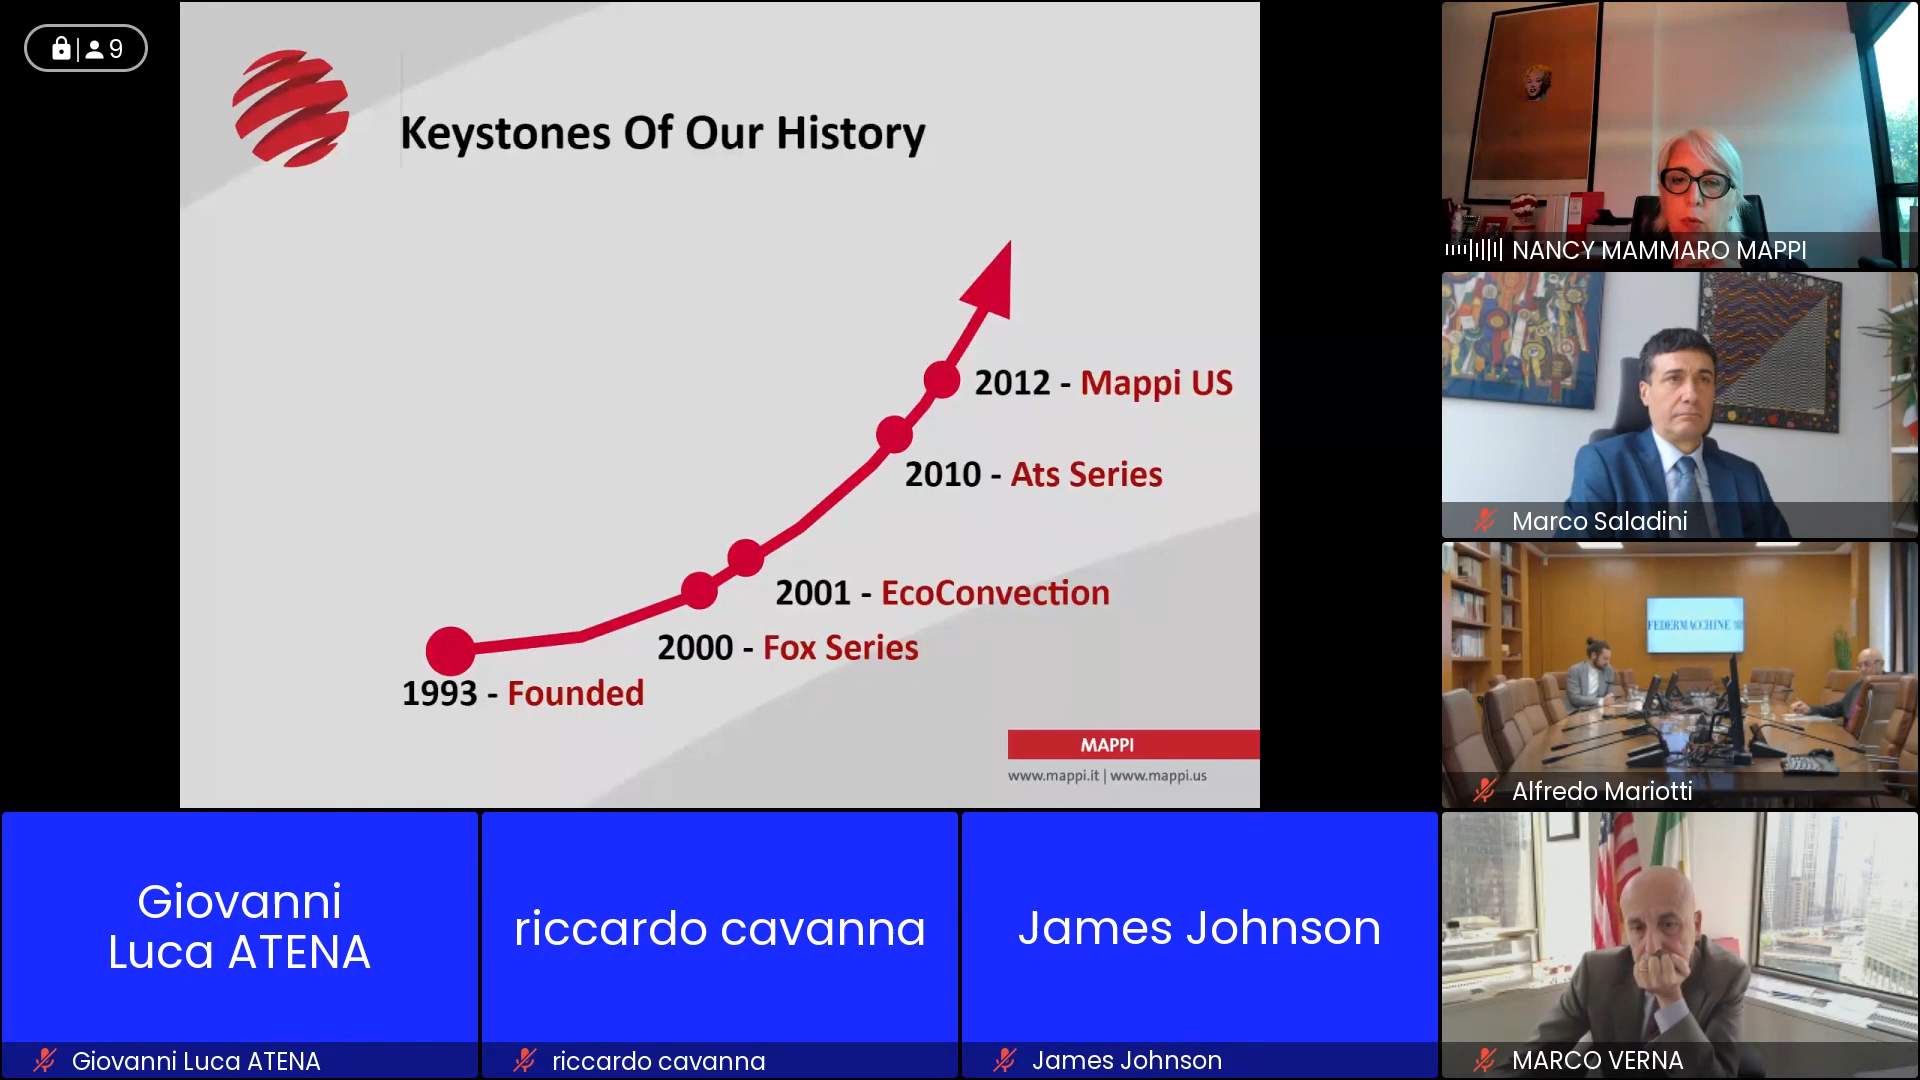 9
Keystones Of Our History
2012 - Mappi US
2010 - Ats Series
2001 - EcoConvection
2000 - Fox Series
1993 - Founded
MAPPI
www.mappi.it | www.mappi.us
NANCY MAMMARO MAPPI
Marco Saladini
FEDERMACCHINE
Alfredo Mariotti
Giovanni
Luca ATENA
Giovanni Luca ATENA
riccardo cavanna
riccardo cavanna
James Johnson
James Johnson
MARCO VERNA